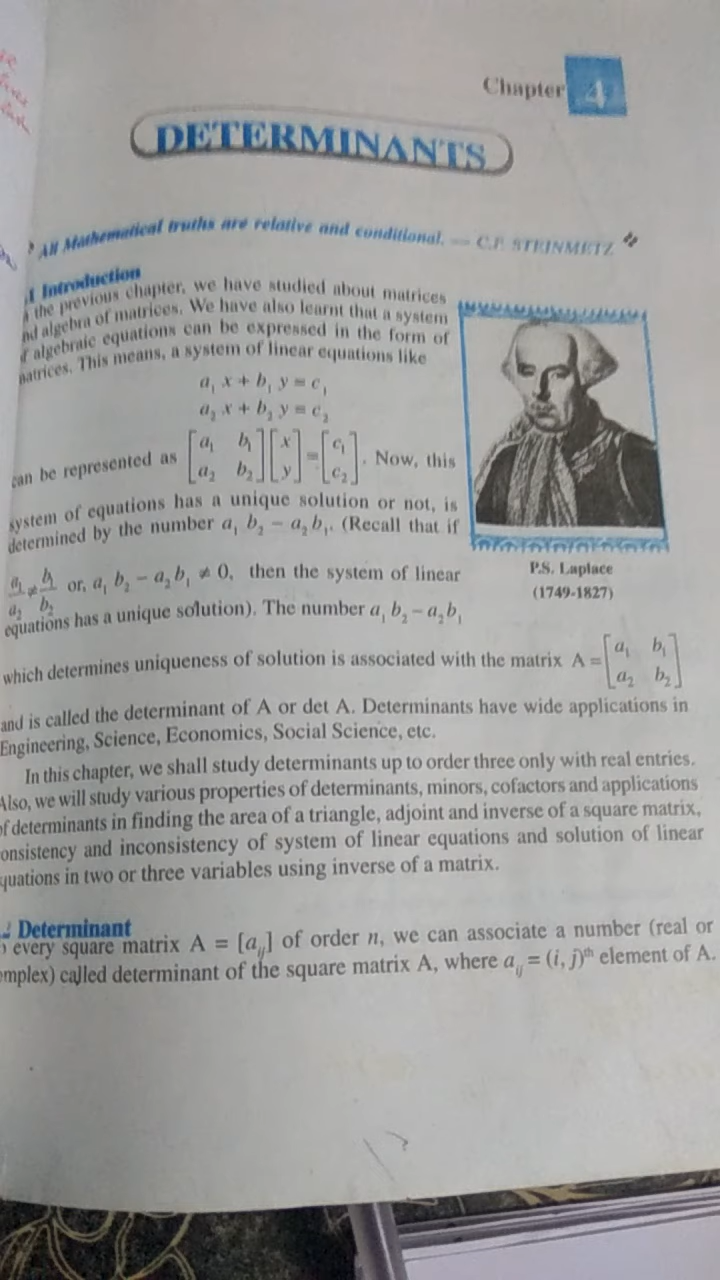 Chapter 4
DETERMINANTS
All Mathematical truths are relative and conditional. — C.P. STEINMETZ
.1 Introduction
the previous chapter, we have studied about matrices
nd algebra of matrices. We have also learnt that a system
f algebraic equations can be expressed in the form of
matrices. This means, a system of linear equations like
a₁ x + b₁ y = c₁
a₂ x + b₂ y = c₂
can be represented as [a₁ b₁ a₂ b₂] [x y] = [c₁ c₂]. Now, this
system of equations has a unique solution or not, is
determined by the number a₁ b₂ – a₂ b₁. (Recall that if
a₁/a₂ ≠ b₁/b₂ or, a₁ b₂ – a₂ b₁ ≠ 0, then the system of linear
equations has a unique solution). The number a₁ b₂ – a₂ b₁
P.S. Laplace
(1749-1827)
which determines uniqueness of solution is associated with the matrix A = [a₁ b₁ a₂ b₂]
and is called the determinant of A or det A. Determinants have wide applications in
Engineering, Science, Economics, Social Science, etc.
In this chapter, we shall study determinants up to order three only with real entries.
Also, we will study various properties of determinants, minors, cofactors and applications
of determinants in finding the area of a triangle, adjoint and inverse of a square matrix,
onsistency and inconsistency of system of linear equations and solution of linear
quations in two or three variables using inverse of a matrix.
.2 Determinant
o every square matrix A = [aᵢⱼ] of order n, we can associate a number (real or
omplex) called determinant of the square matrix A, where aᵢⱼ = (i, j)ᵗʰ element of A.